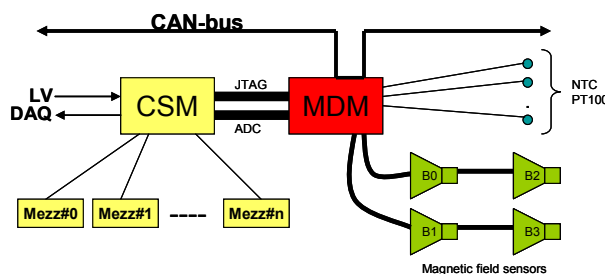 CAN-bus
LV
DAQ
CSM
JTAG
ADC
MDM
NTC
PT100
Mezz#0
Mezz#1
----
Mezz#n
B0
B2
B1
B3
Magnetic field sensors